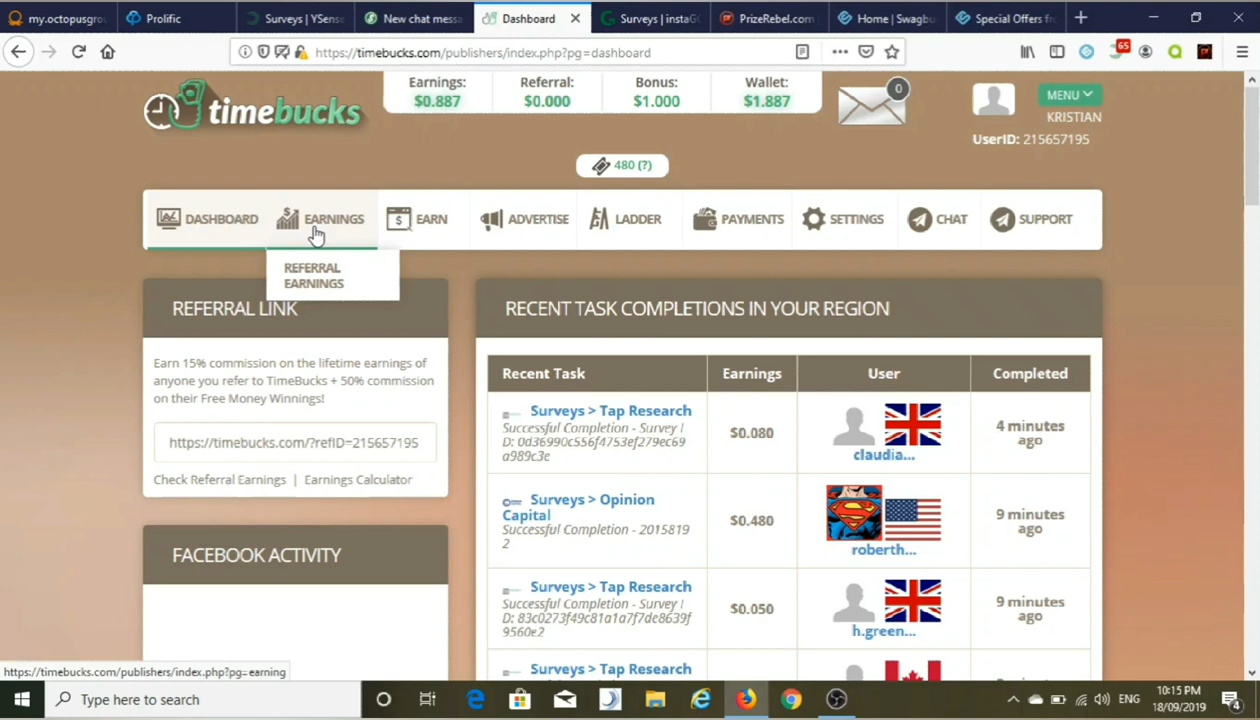 my.octopusgro
Prolific
Surveys | YSense
New chat messa
Dashboard
Surveys | instaGC
PrizeRebel.com
Home | Swagbu
Special Offers fr
https://timebucks.com/publishers/index.php?pg=dashboard
65
timebucks
Earnings:
$0.887
Referral:
$0.000
Bonus:
$1.000
Wallet:
$1.887
0
MENU
KRISTIAN
UserID: 215657195
480 (?)
DASHBOARD
EARNINGS
EARN
ADVERTISE
LADDER
PAYMENTS
SETTINGS
CHAT
SUPPORT
REFERRAL
EARNINGS
REFERRAL LINK
Earn 15% commission on the lifetime earnings of
anyone you refer to TimeBucks + 50% commission
on their Free Money Winnings!
https://timebucks.com/?refID=215657195
Check Referral Earnings | Earnings Calculator
FACEBOOK ACTIVITY
RECENT TASK COMPLETIONS IN YOUR REGION
Recent Task
Earnings
User
Completed
Surveys > Tap Research
Successful Completion - Survey I
D: 0d36990c556f4753ef279ec69
a989c3e
$0.080
claudia...
4 minutes
ago
Surveys > Opinion
Capital
Successful Completion - 2015819
2
$0.480
roberth...
9 minutes
ago
Surveys > Tap Research
Successful Completion - Survey I
D: 83c0273f49c81a1a7f7de8639f
9560e2
$0.050
h.green...
9 minutes
ago
Surveys > Tap Research
https://timebucks.com/publishers/index.php?pg=earning
Type here to search
ENG
10:15 PM
18/09/2019
4